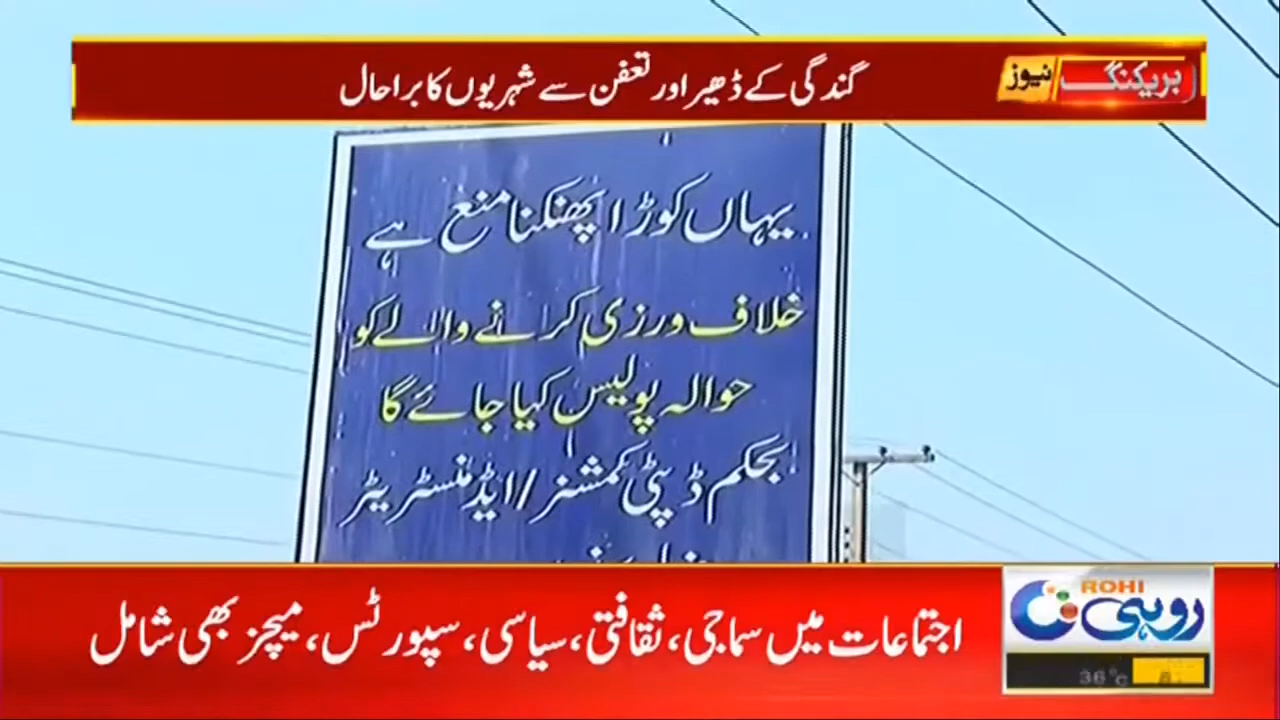 گندگی کے ڈھیر اور تعفن سے شہریوں کا برا حال
بریکنگ نیوز
یہاں کوڑا پھنکنا منع ہے
خلاف ورزی کرنے والے کو
حوالہ پولیس کیا جائے گا
بحکم ڈپٹی کمشنر/ایڈمنسٹریٹر
اجتماعات میں سماجی، ثقافتی، سیاسی، سپورٹس، میچز بھی شامل
ROHI
روہی
36°c